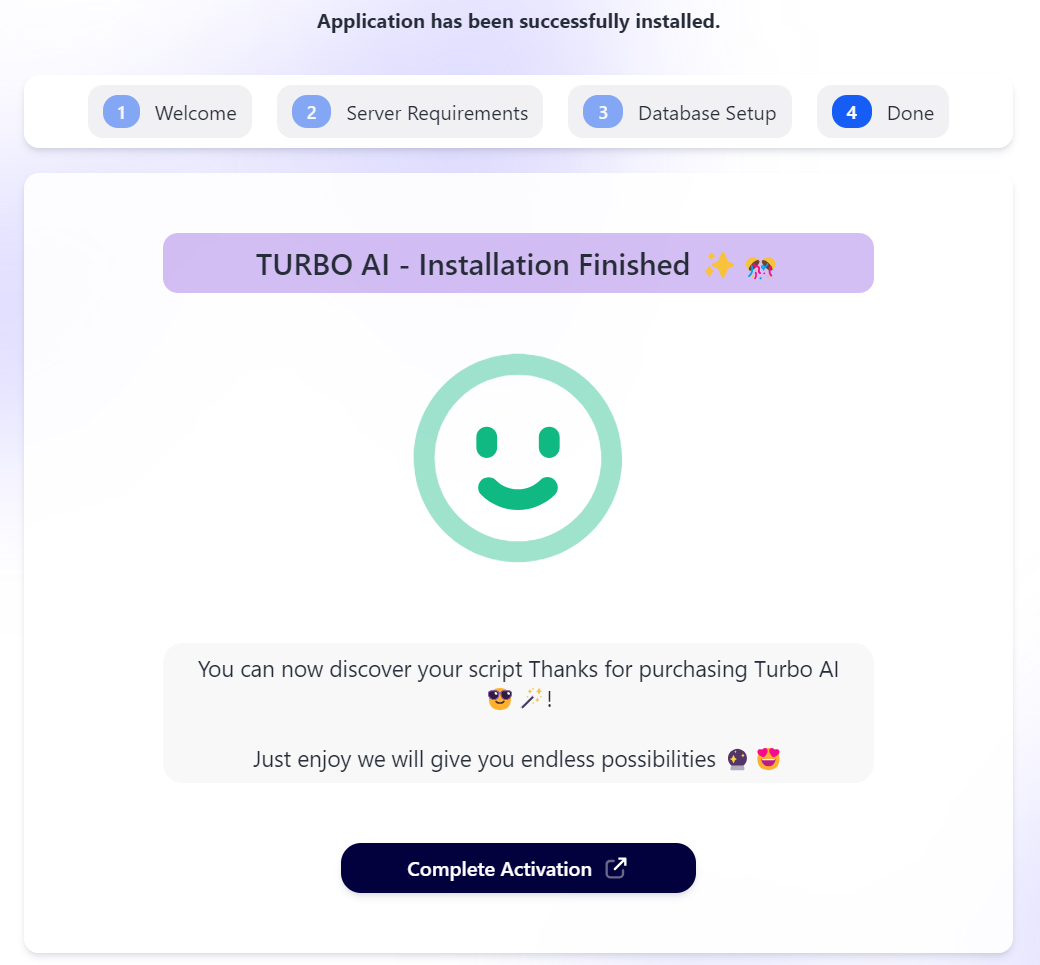 Application has been successfully installed.
1 Welcome 2 Server Requirements 3 Database Setup 4 Done
TURBO AI - Installation Finished ✨ 🎊
You can now discover your script Thanks for purchasing Turbo AI
😎 🪄 !
Just enjoy we will give you endless possibilities 🔮 😍
Complete Activation